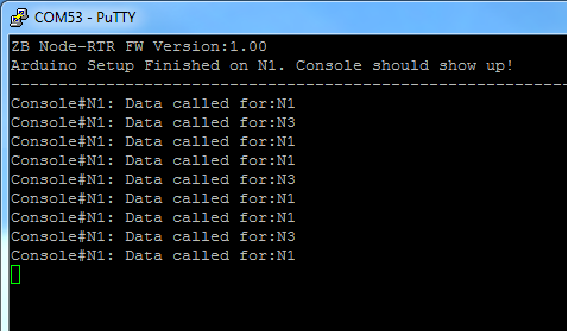 COM53 - PuTTY
ZB Node-RTR FW Version:1.00
Arduino Setup Finished on N1. Console should show up!
------------------------------------------------------------
Console#N1: Data called for:N1
Console#N1: Data called for:N3
Console#N1: Data called for:N1
Console#N1: Data called for:N1
Console#N1: Data called for:N3
Console#N1: Data called for:N1
Console#N1: Data called for:N1
Console#N1: Data called for:N3
Console#N1: Data called for:N1